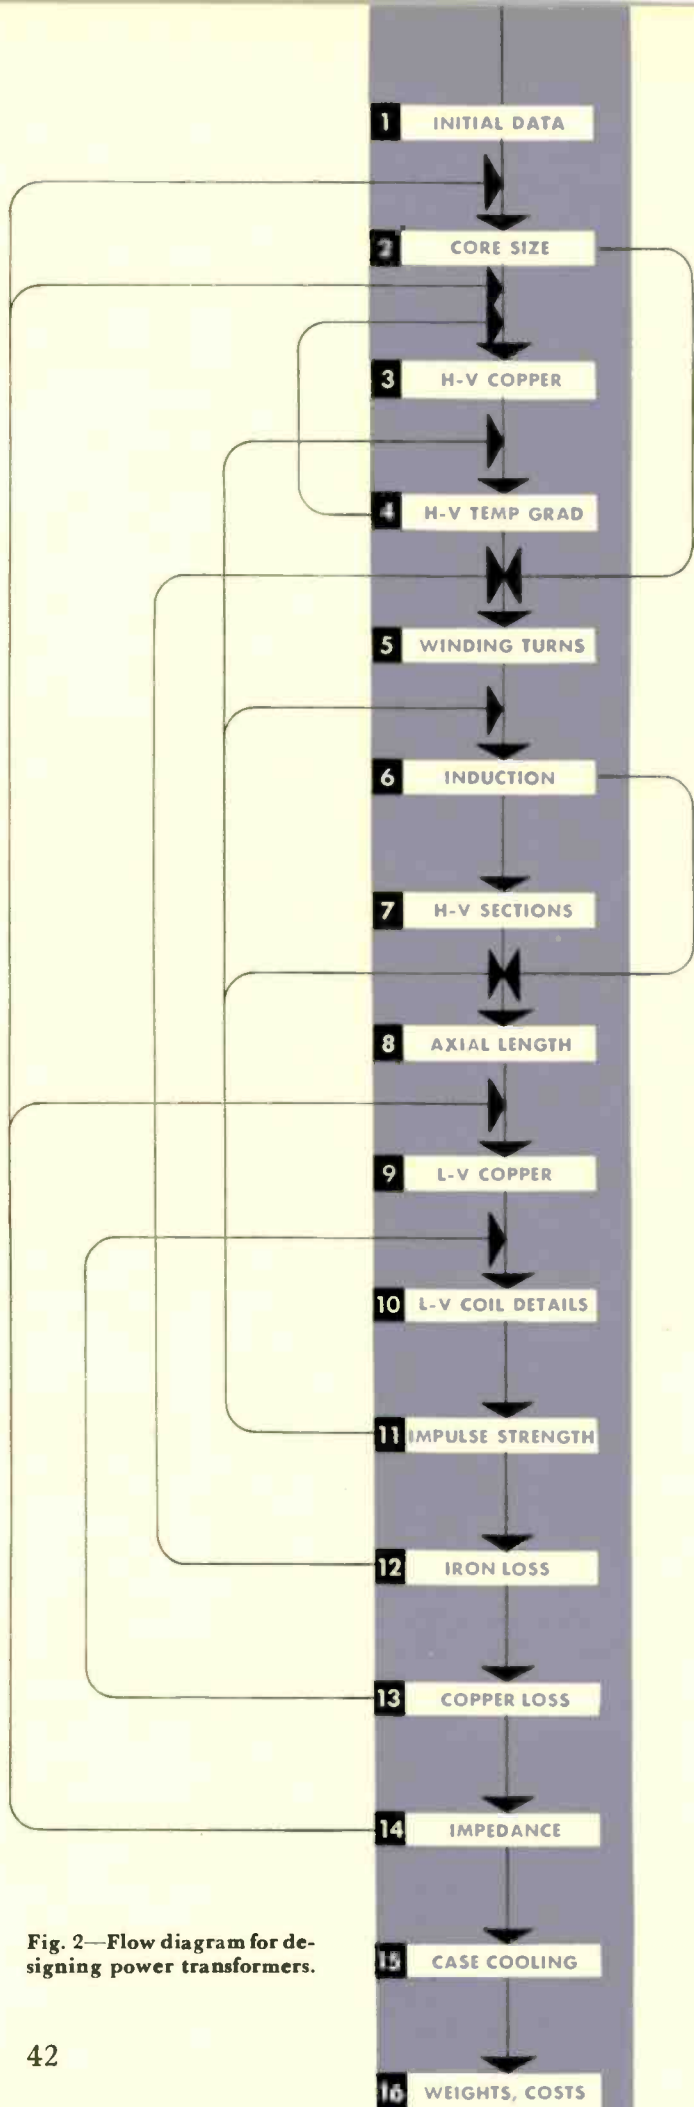 1 INITIAL DATA
2 CORE SIZE
3 H-V COPPER
4 H-V TEMP GRAD
5 WINDING TURNS
6 INDUCTION
7 H-V SECTIONS
8 AXIAL LENGTH
9 L-V COPPER
10 L-V COIL DETAILS
11 IMPULSE STRENGTH
12 IRON LOSS
13 COPPER LOSS
14 IMPEDANCE
15 CASE COOLING
16 WEIGHTS, COSTS
Fig. 2—Flow diagram for de-
signing power transformers.
42